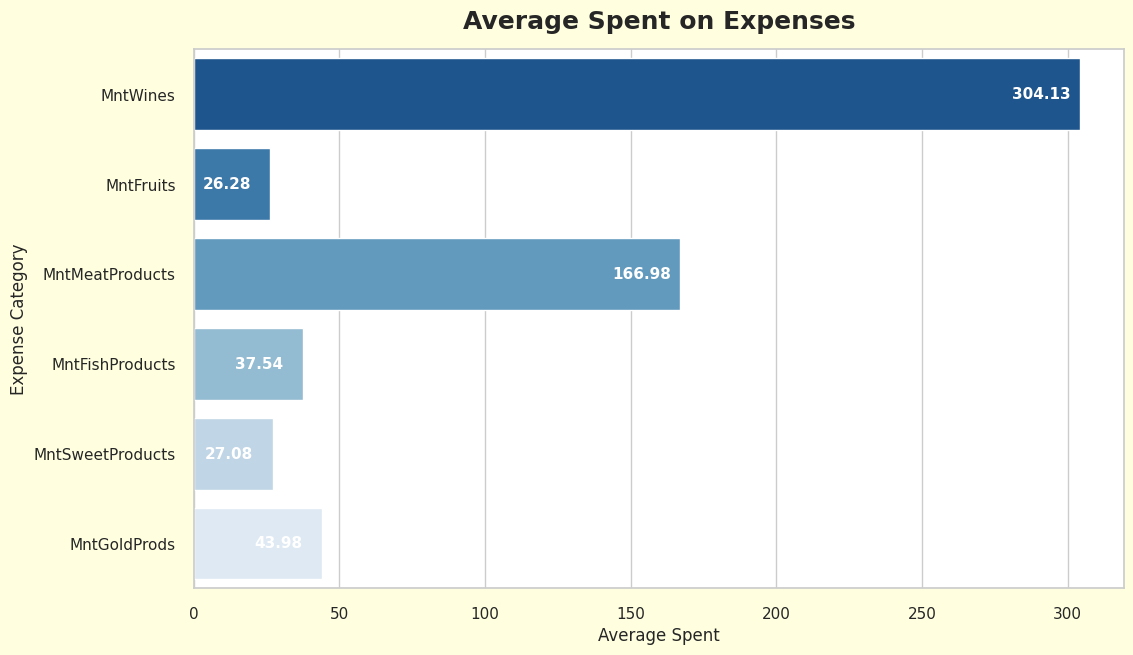 Average Spent on Expenses
Expense Category
MntWines
304.13
MntFruits
26.28
MntMeatProducts
166.98
MntFishProducts
37.54
MntSweetProducts
27.08
MntGoldProds
43.98
0 50 100 150 200 250 300
Average Spent